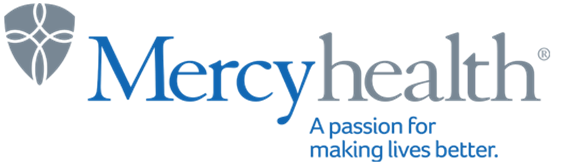 Mercyhealth®
A passion for
making lives better.